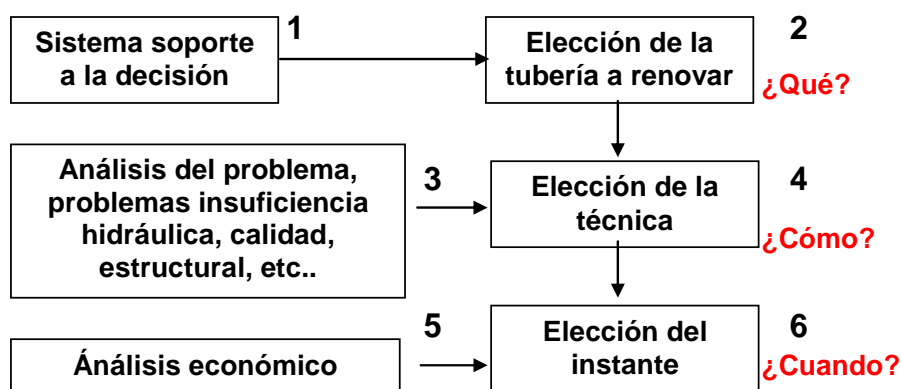 Sistema soporte
a la decisión
1
Elección de la
tubería a renovar
2
¿Qué?
Análisis del problema,
problemas insuficiencia
hidráulica, calidad,
estructural, etc..
3
Elección de la
técnica
4
¿Cómo?
Ánálisis económico
5
Elección del
instante
6
¿Cuando?